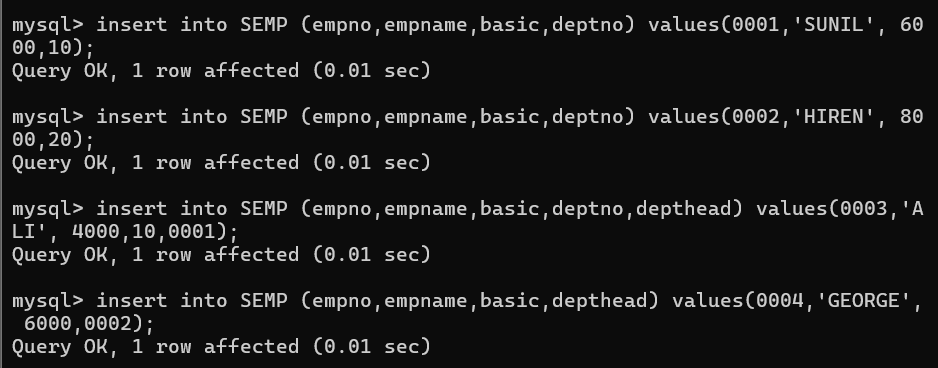 mysql> insert into SEMP (empno,empname,basic,deptno) values(0001,'SUNIL', 60
00,10);
Query OK, 1 row affected (0.01 sec)
mysql> insert into SEMP (empno,empname,basic,deptno) values(0002,'HIREN', 80
00,20);
Query OK, 1 row affected (0.01 sec)
mysql> insert into SEMP (empno,empname,basic,deptno,depthead) values(0003,'A
LI', 4000,10,0001);
Query OK, 1 row affected (0.01 sec)
mysql> insert into SEMP (empno,empname,basic,depthead) values(0004,'GEORGE',
 6000,0002);
Query OK, 1 row affected (0.01 sec)